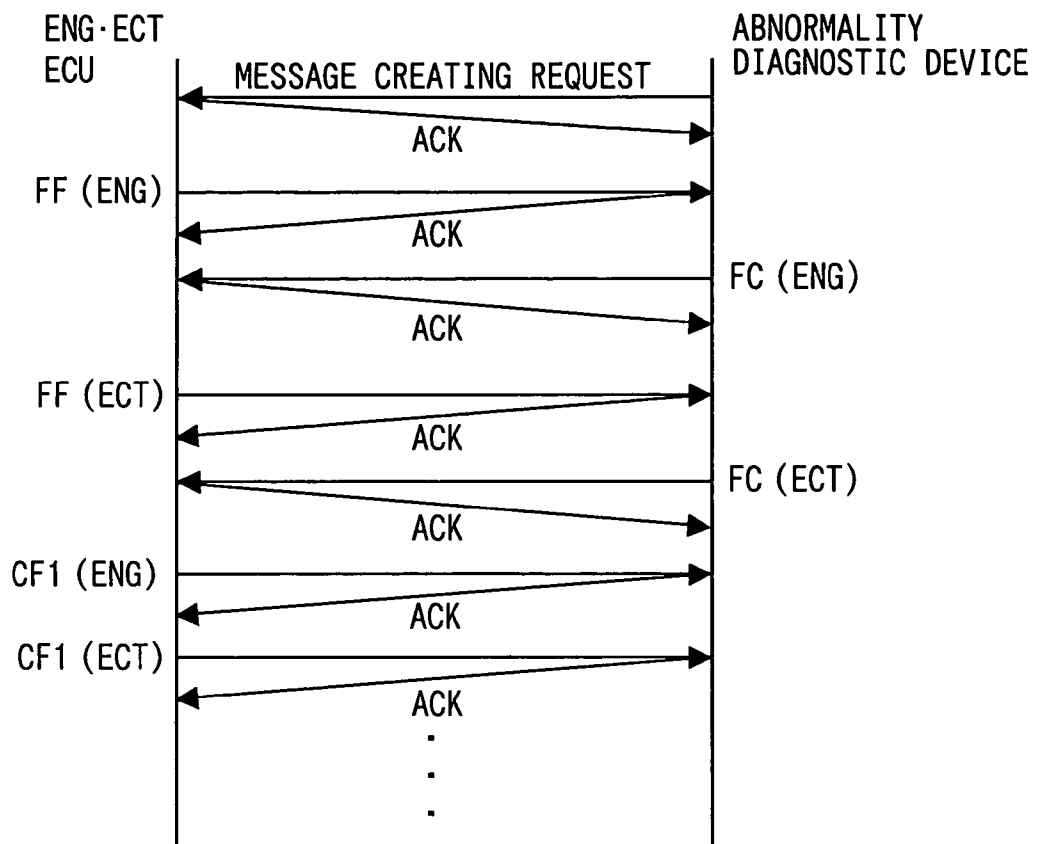 ENG·ECT
ECU
ABNORMALITY
DIAGNOSTIC DEVICE
MESSAGE CREATING REQUEST
ACK
FF (ENG)
ACK
FC (ENG)
ACK
FF (ECT)
ACK
FC (ECT)
ACK
CF1 (ENG)
ACK
CF1 (ECT)
ACK